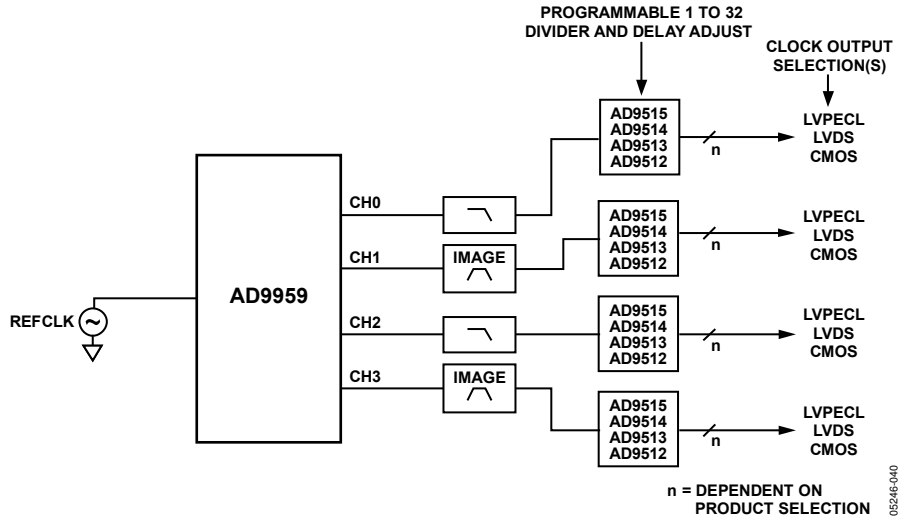 PROGRAMMABLE 1 TO 32
DIVIDER AND DELAY ADJUST
CLOCK OUTPUT
SELECTION(S)
AD9515
AD9514
AD9513
AD9512
n
LVPECL
LVDS
CMOS
CH0
AD9515
AD9514
AD9513
AD9512
n
LVPECL
LVDS
CMOS
CH1
IMAGE
AD9959
REFCLK
~
CH2
AD9515
AD9514
AD9513
AD9512
n
LVPECL
LVDS
CMOS
CH3
IMAGE
AD9515
AD9514
AD9513
AD9512
n
LVPECL
LVDS
CMOS
n = DEPENDENT ON
PRODUCT SELECTION
05246-040